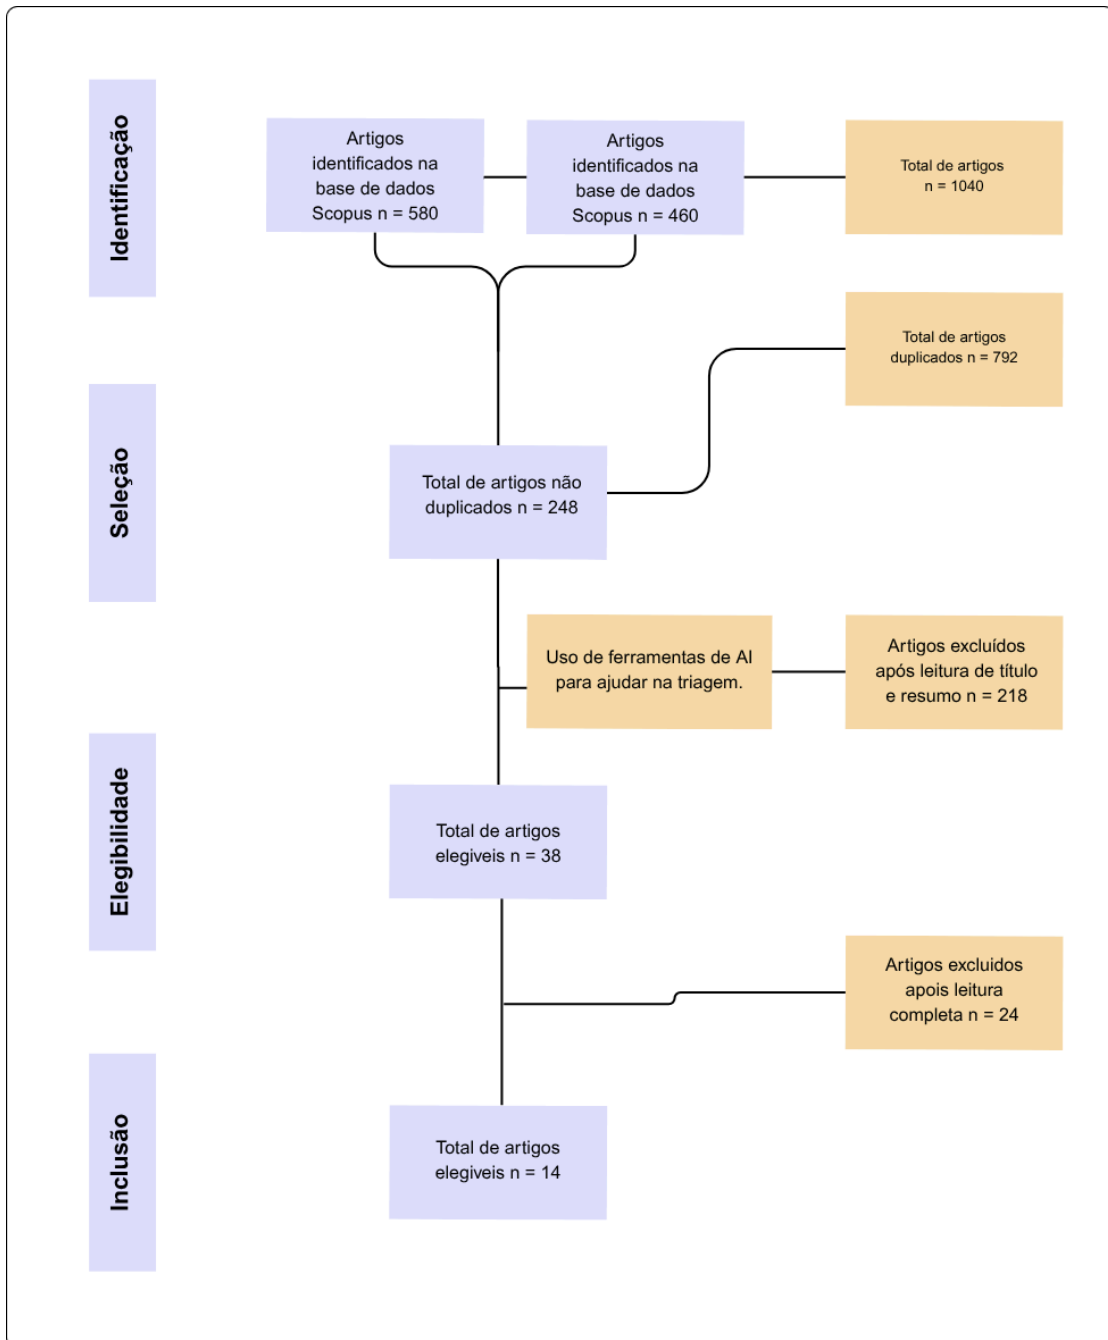 Identificação
Artigos
identificados na
base de dados
Scopus n = 580
Artigos
identificados na
base de dados
Scopus n = 460
Total de artigos
n = 1040
Total de artigos
duplicados n = 792
Seleção
Total de artigos não
duplicados n = 248
Uso de ferramentas de AI
para ajudar na triagem.
Artigos excluídos
após leitura de título
e resumo n = 218
Elegibilidade
Total de artigos
elegiveis n = 38
Artigos excluidos
apois leitura
completa n = 24
Inclusão
Total de artigos
elegiveis n = 14